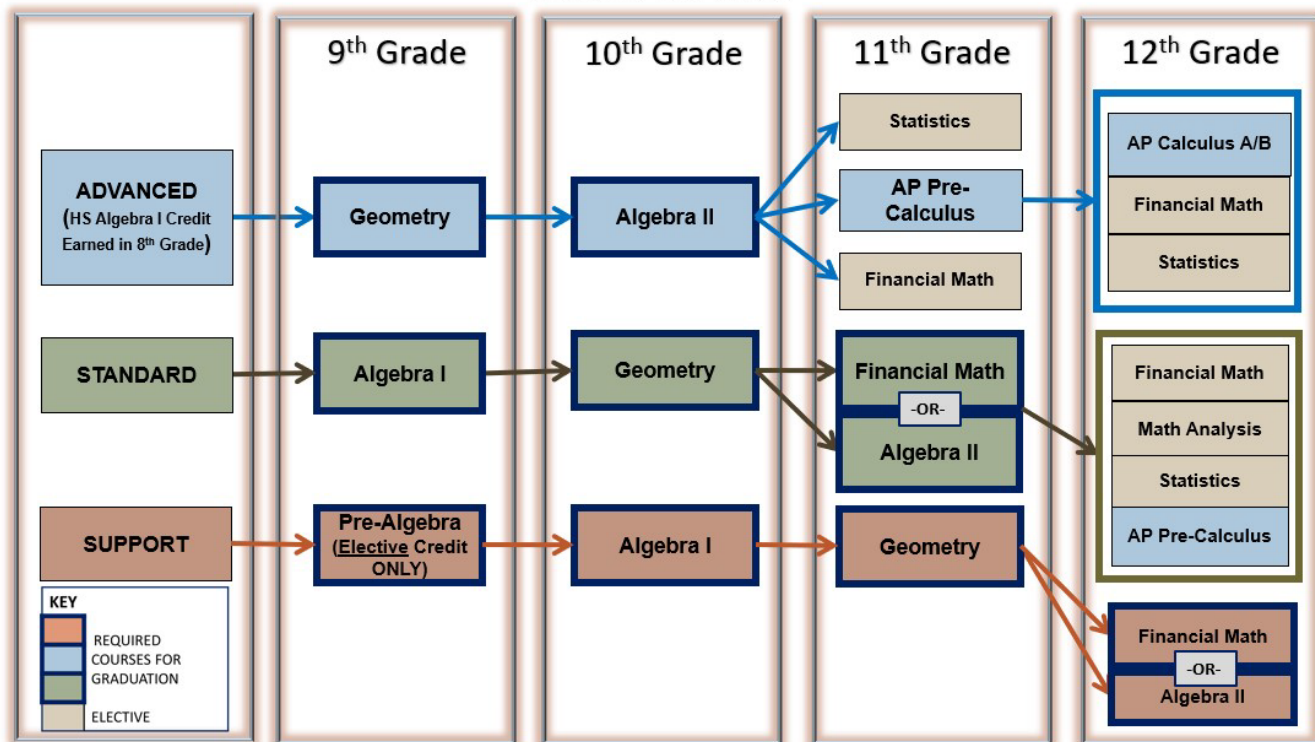 9th Grade
10th Grade
11th Grade
12th Grade
ADVANCED
(HS Algebra I Credit
Earned in 8th Grade)
Geometry
Algebra II
Statistics
AP Pre-
Calculus
Financial Math
AP Calculus A/B
Financial Math
Statistics
STANDARD
Algebra I
Geometry
Financial Math
-OR-
Algebra II
Financial Math
Math Analysis
Statistics
AP Pre-Calculus
SUPPORT
Pre-Algebra
(Elective Credit
ONLY)
Algebra I
Geometry
Financial Math
-OR-
Algebra II
KEY
REQUIRED
COURSES FOR
GRADUATION
ELECTIVE